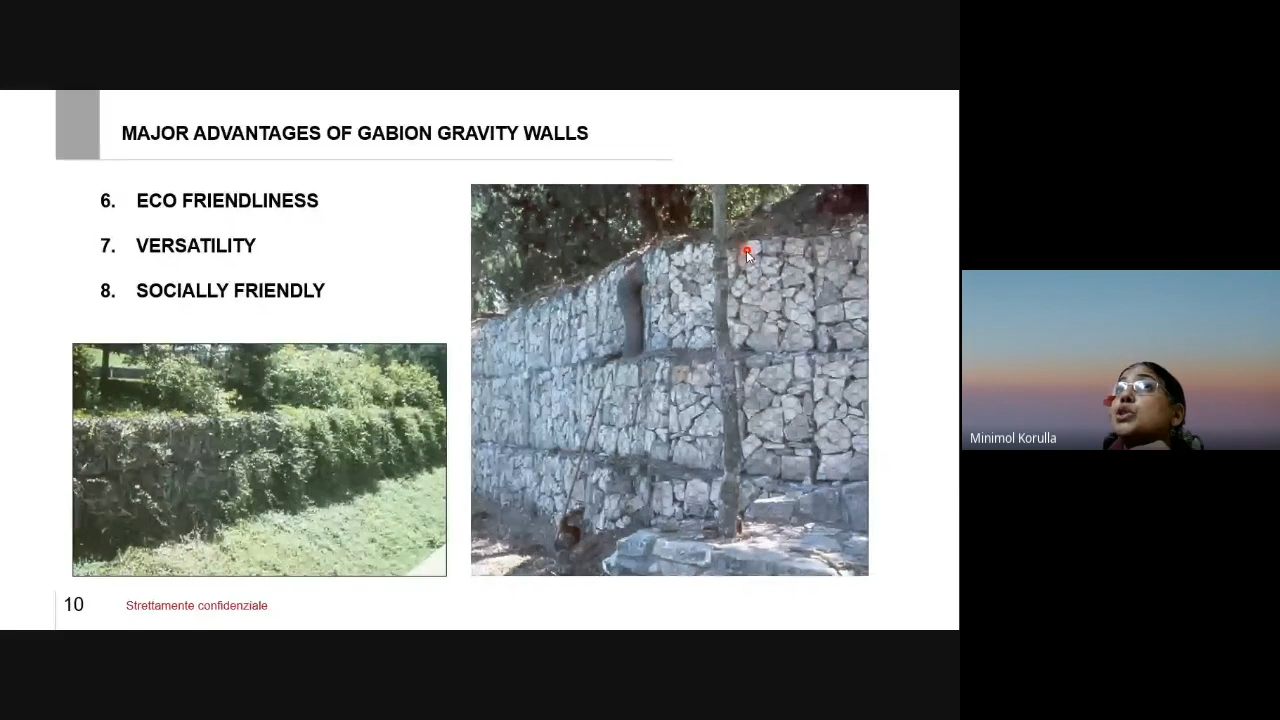 MAJOR ADVANTAGES OF GABION GRAVITY WALLS
6. ECO FRIENDLINESS
7. VERSATILITY
8. SOCIALLY FRIENDLY
10 Strettamente confidenziale
Minimol Korulla